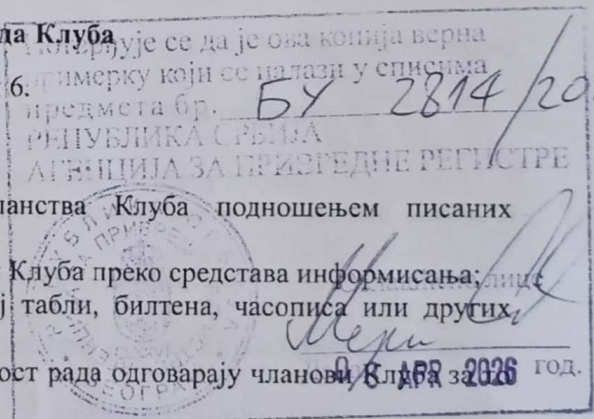 да Клуба
Потврђује се да је ова копија верна
6. примерку који се налази у списима
предмета бр. БУ 2814/20
РЕПУБЛИКА СРБИЈА
АГЕНЦИЈА ЗА ПРИВРЕДНЕ РЕГИСТРЕ
ланства Клуба подношењем писаних
Клуба преко средстава информисања;
лице
ј табли, билтена, часописа или других
ост рада одговарају чланови Клуба за
APR 2026 год.